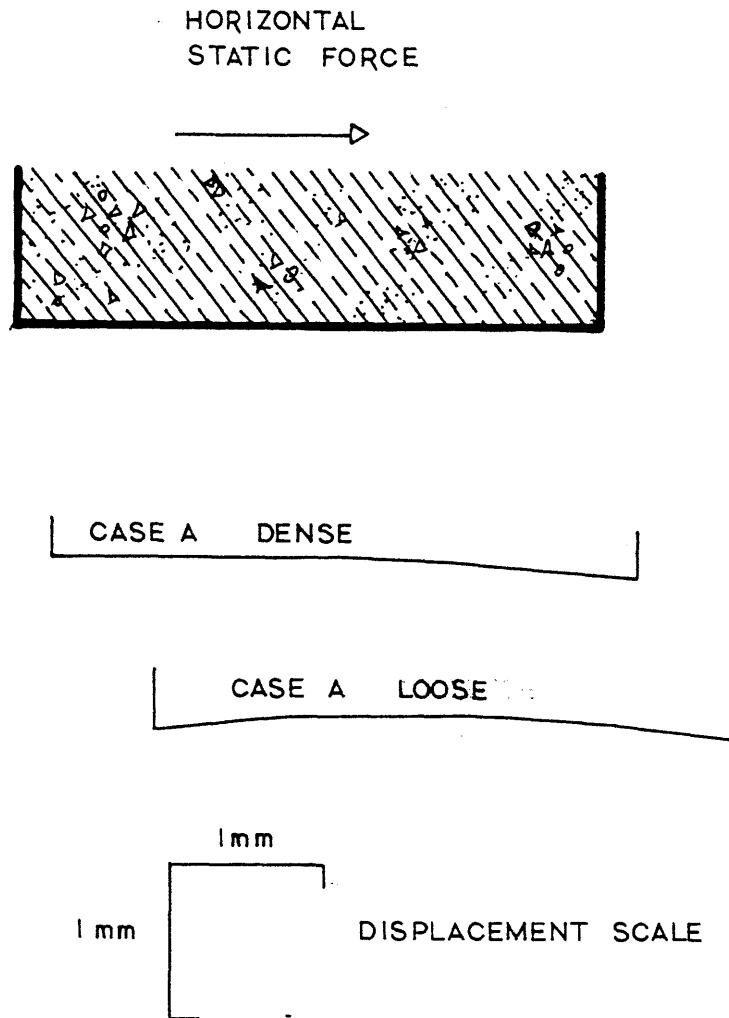 HORIZONTAL
STATIC FORCE
CASE A DENSE
CASE A LOOSE
1mm
1mm
DISPLACEMENT SCALE